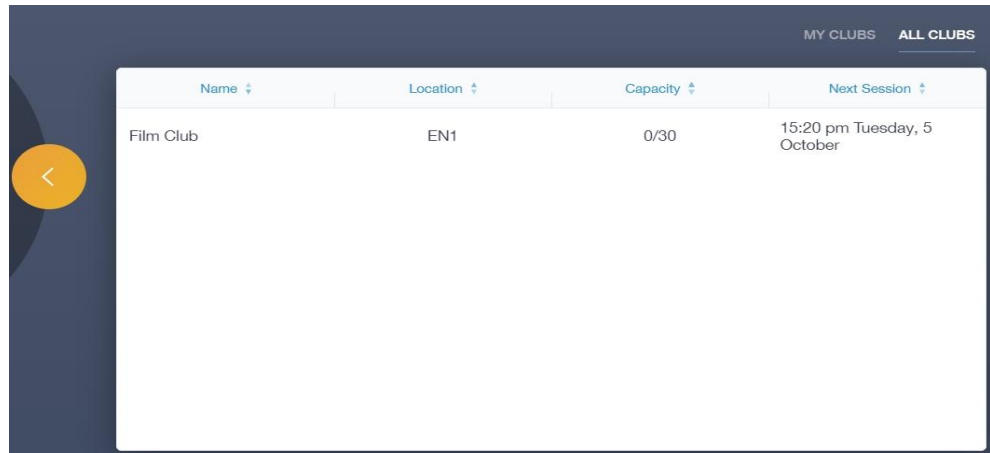 MY CLUBS ALL CLUBS
Name Location Capacity Next Session
Film Club EN1 0/30 15:20 pm Tuesday, 5
October